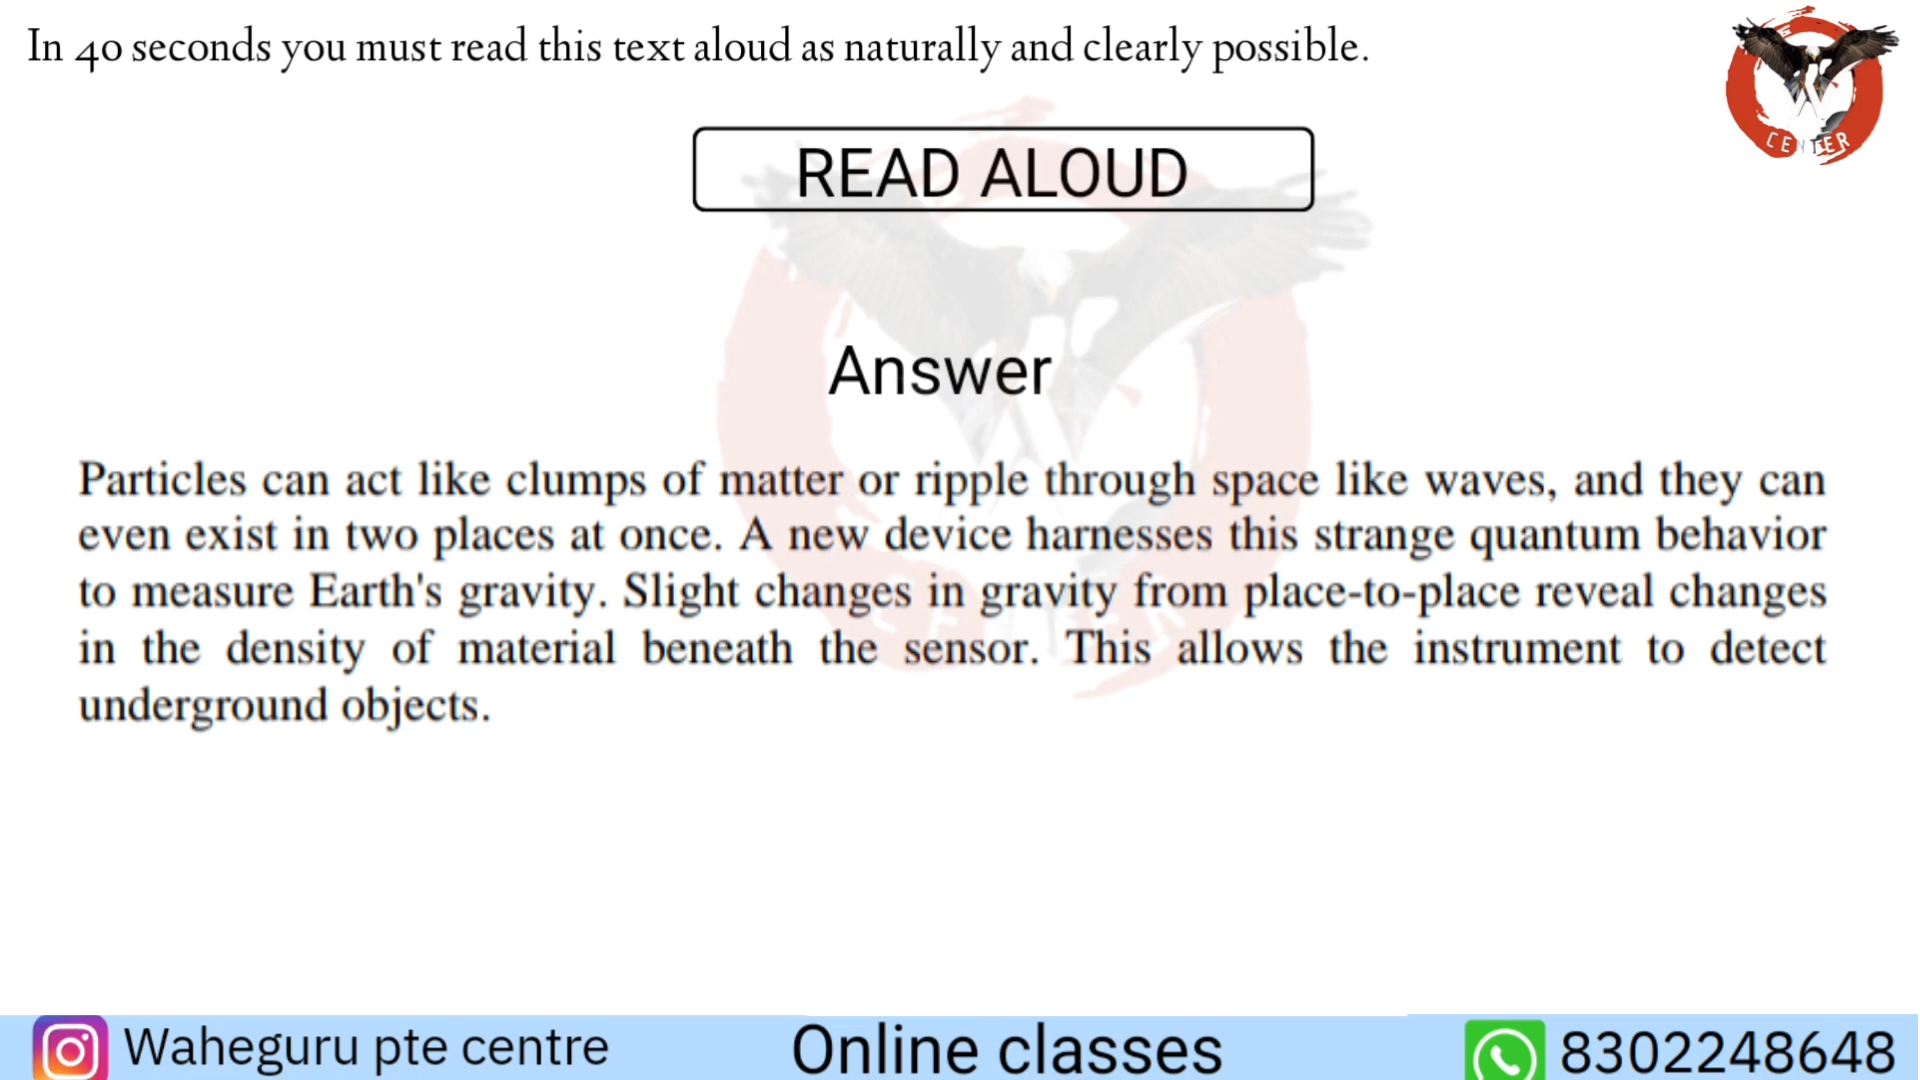 In 40 seconds you must read this text aloud as naturally and clearly possible.
CENTER
READ ALOUD
Answer
Particles can act like clumps of matter or ripple through space like waves, and they can
even exist in two places at once. A new device harnesses this strange quantum behavior
to measure Earth's gravity. Slight changes in gravity from place-to-place reveal changes
in the density of material beneath the sensor. This allows the instrument to detect
underground objects.
CENTER
Waheguru pte centre
Online classes
8302248648